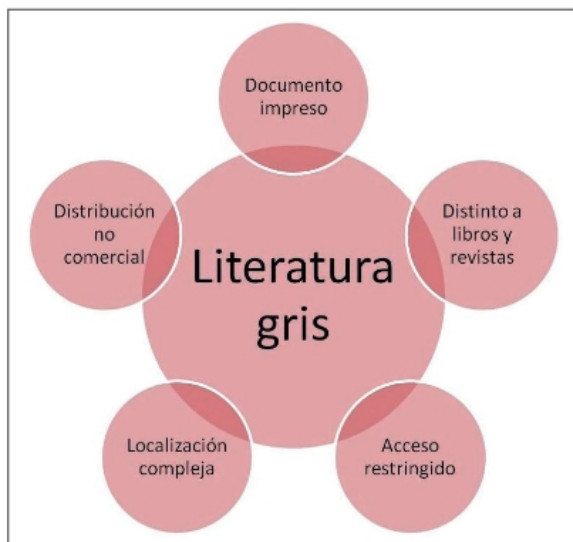 Documento
impreso
Distribución
no
comercial
Distinto a
libros y
revistas
Literatura
gris
Localización
compleja
Acceso
restringido